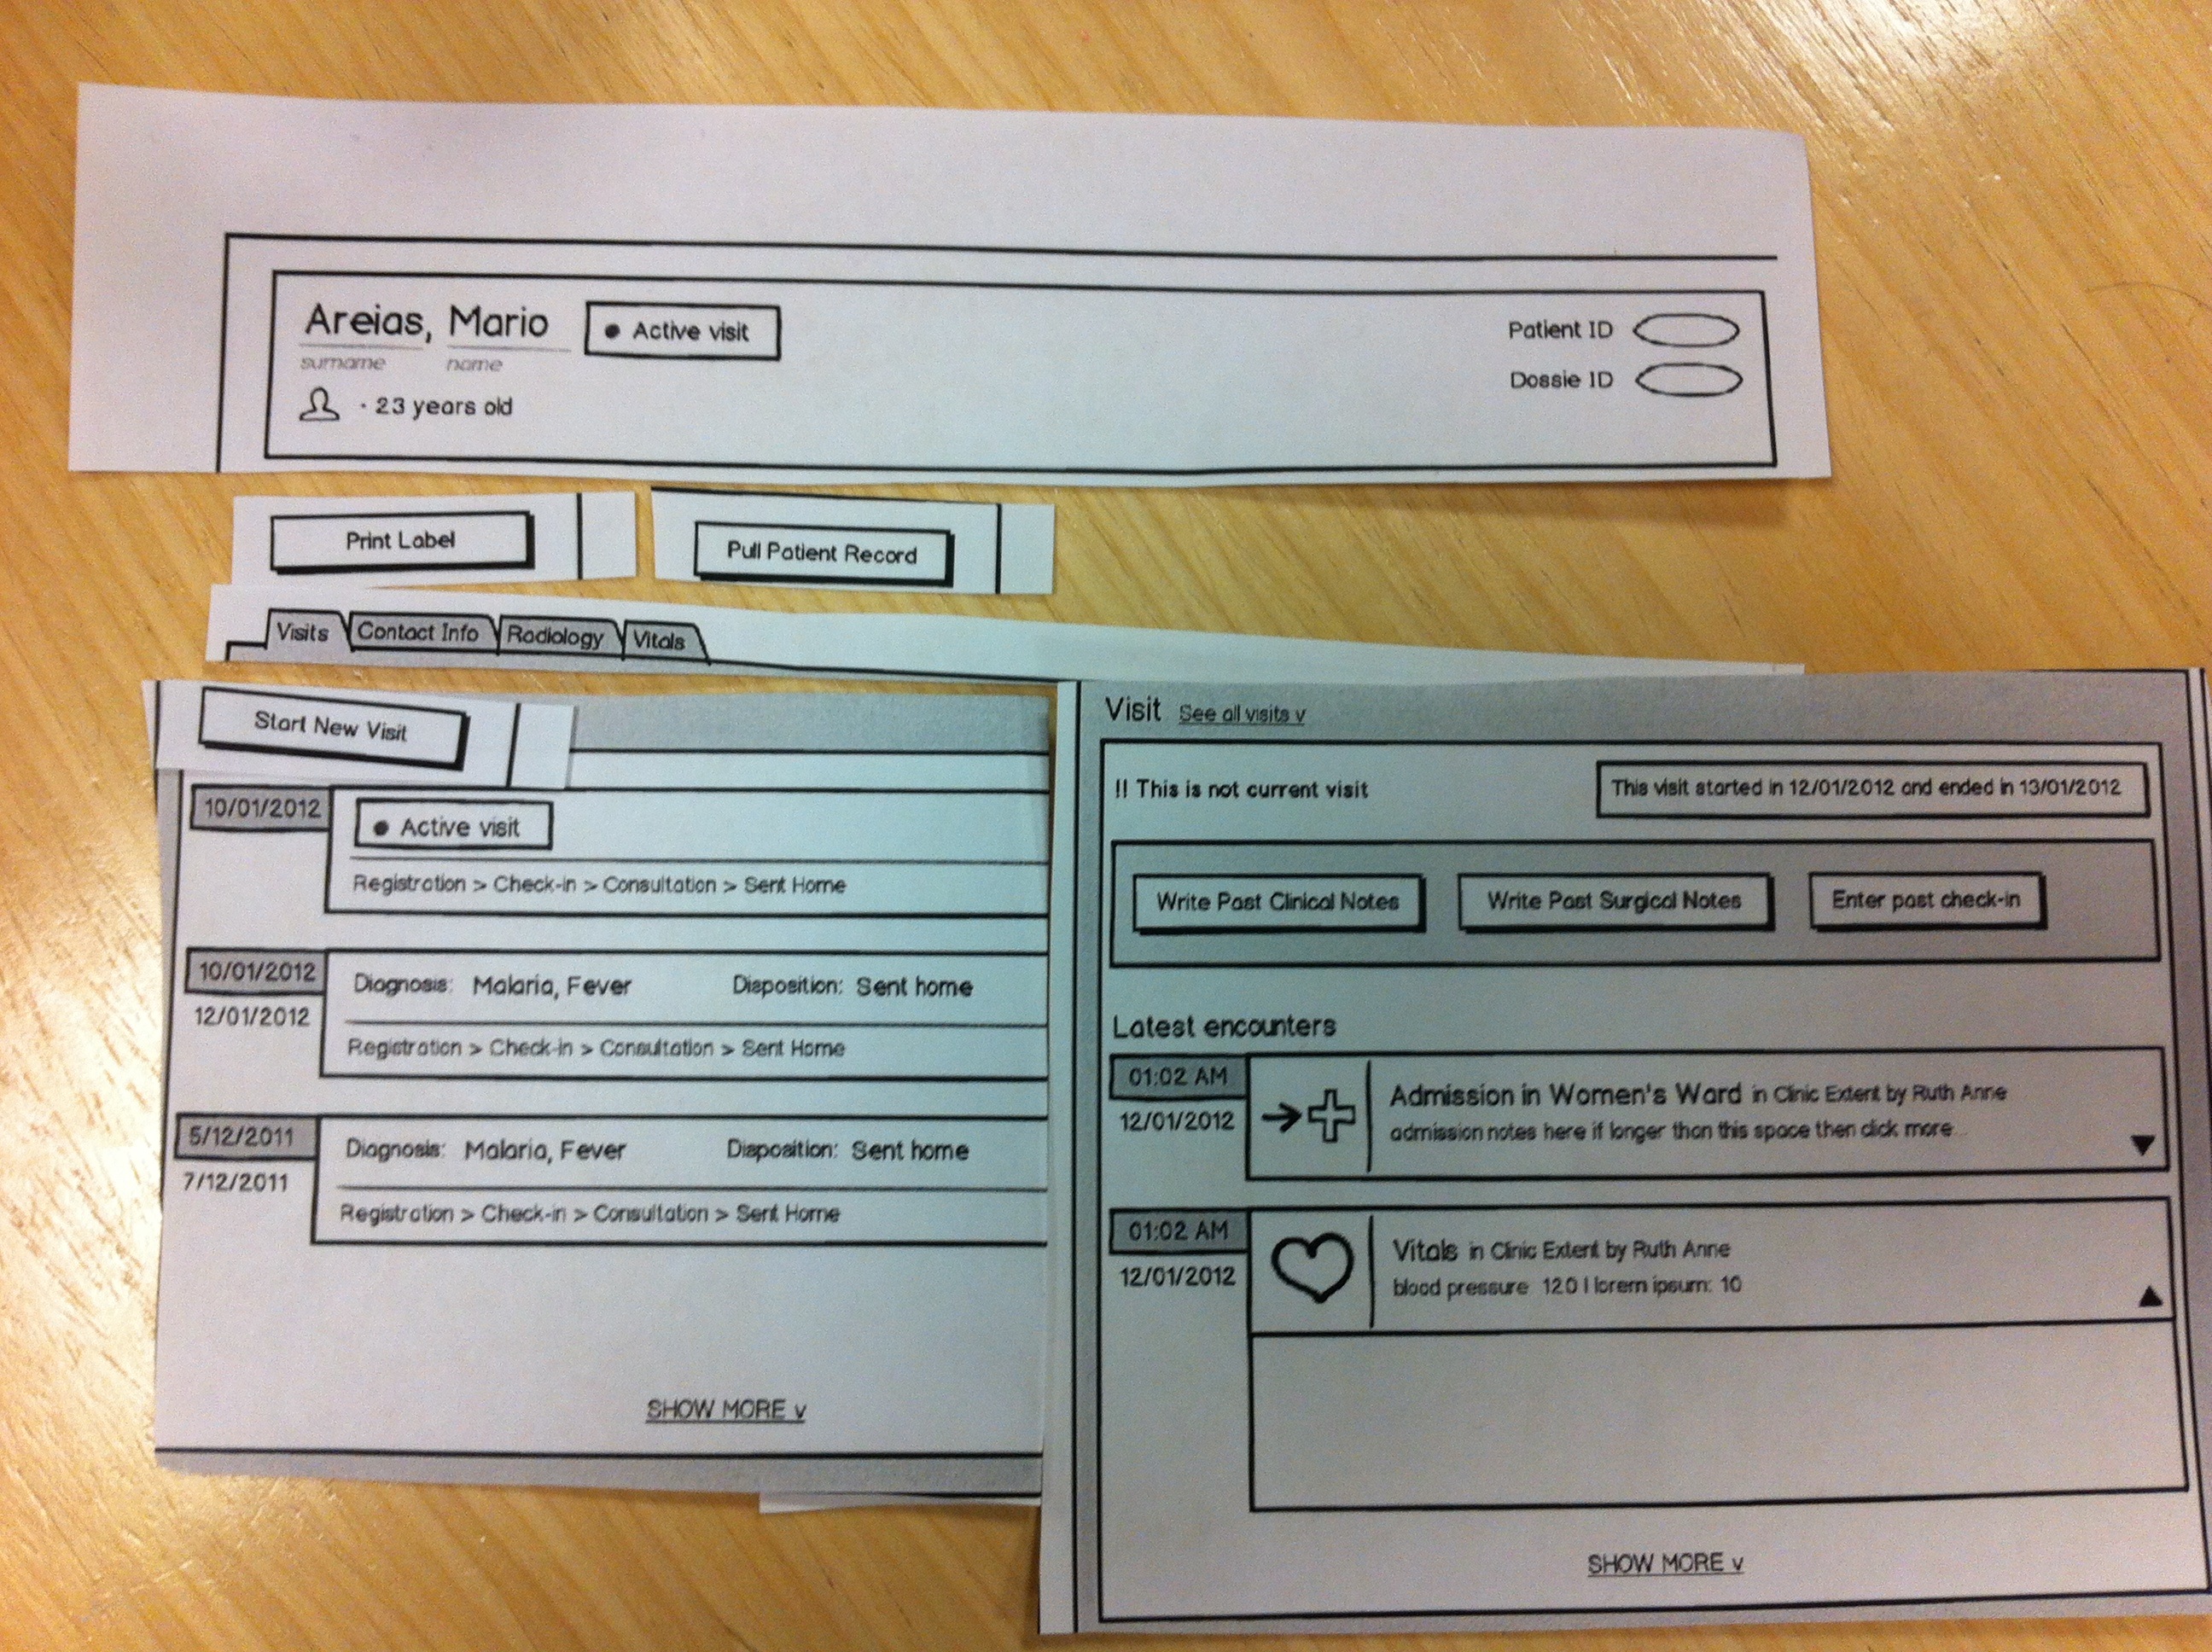 Areias, Mario
● Active visit
surname name
· 23 years old
Patient ID
Dossie ID
Print Label
Pull Patient Record
Visits
Contact Info
Radiology
Vitals
Start New Visit
10/01/2012
● Active visit
Registration > Check-in > Consultation > Sent Home
10/01/2012
12/01/2012
Diagnosis: Malaria, Fever Disposition: Sent home
Registration > Check-in > Consultation > Sent Home
5/12/2011
7/12/2011
Diagnosis: Malaria, Fever Disposition: Sent home
Registration > Check-in > Consultation > Sent Home
SHOW MORE v
Visit See all visits v
!! This is not current visit
This visit started in 12/01/2012 and ended in 13/01/2012
Write Past Clinical Notes
Write Past Surgical Notes
Enter past check-in
Latest encounters
01:02 AM
12/01/2012
Admission in Women's Ward in Clinic Extent by Ruth Anne
admission notes here if longer than this space then click more...
01:02 AM
12/01/2012
Vitals in Clinic Extent by Ruth Anne
blood pressure: 120 | lorem ipsum: 10
SHOW MORE v